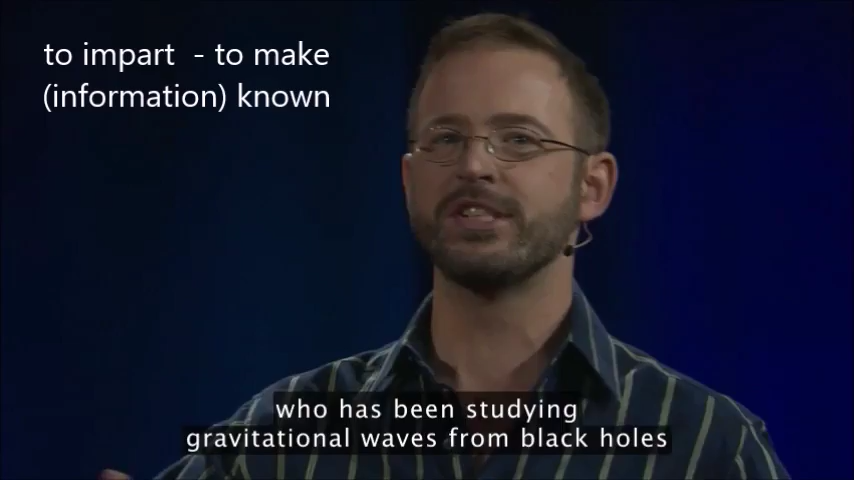 to impart  - to make
(information) known
who has been studying
gravitational waves from black holes